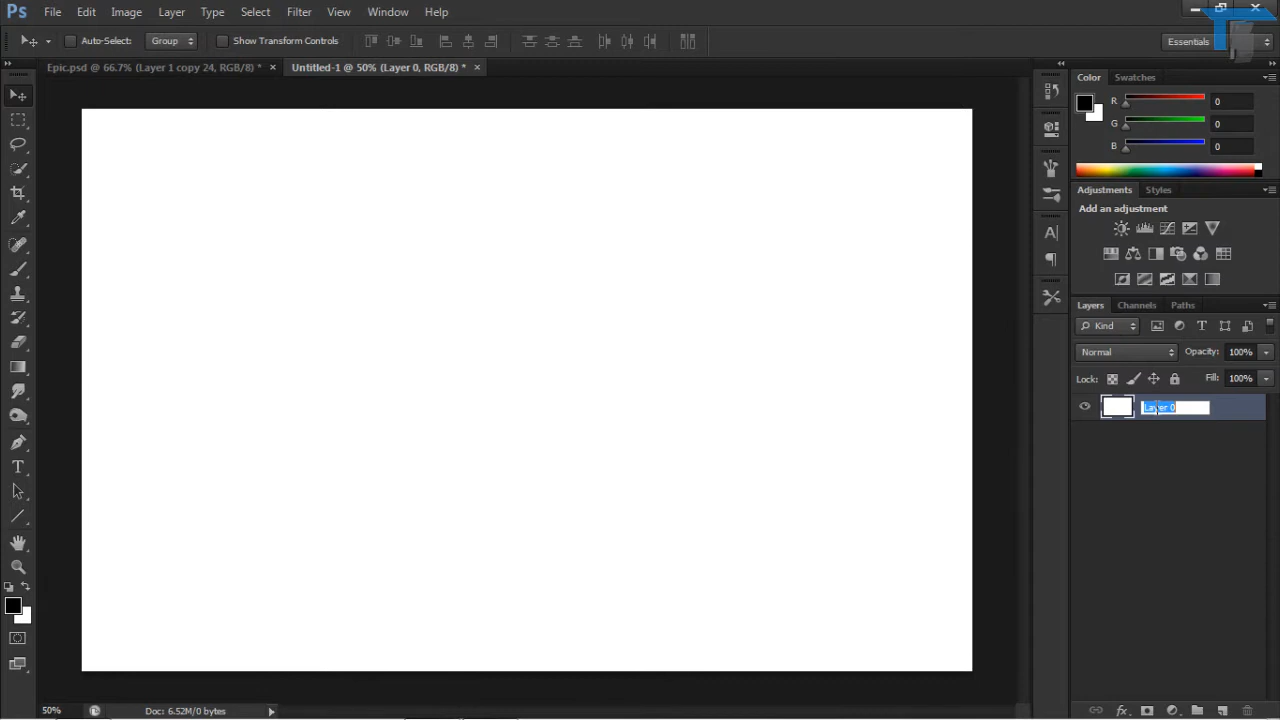 Ps File Edit Image Layer Type Select Filter View Window Help
Auto-Select: Group Show Transform Controls Essentials
Epic.psd @ 66.7% (Layer 1 copy 24, RGB/8) * × Untitled-1 @ 50% (Layer 0, RGB/8) * ×
Color Swatches
R 0
G 0
B 0
Adjustments Styles
Add an adjustment
Layers Channels Paths
Kind
Normal Opacity: 100%
Lock: Fill: 100%
Layer 0
50% Doc: 6.52M/0 bytes